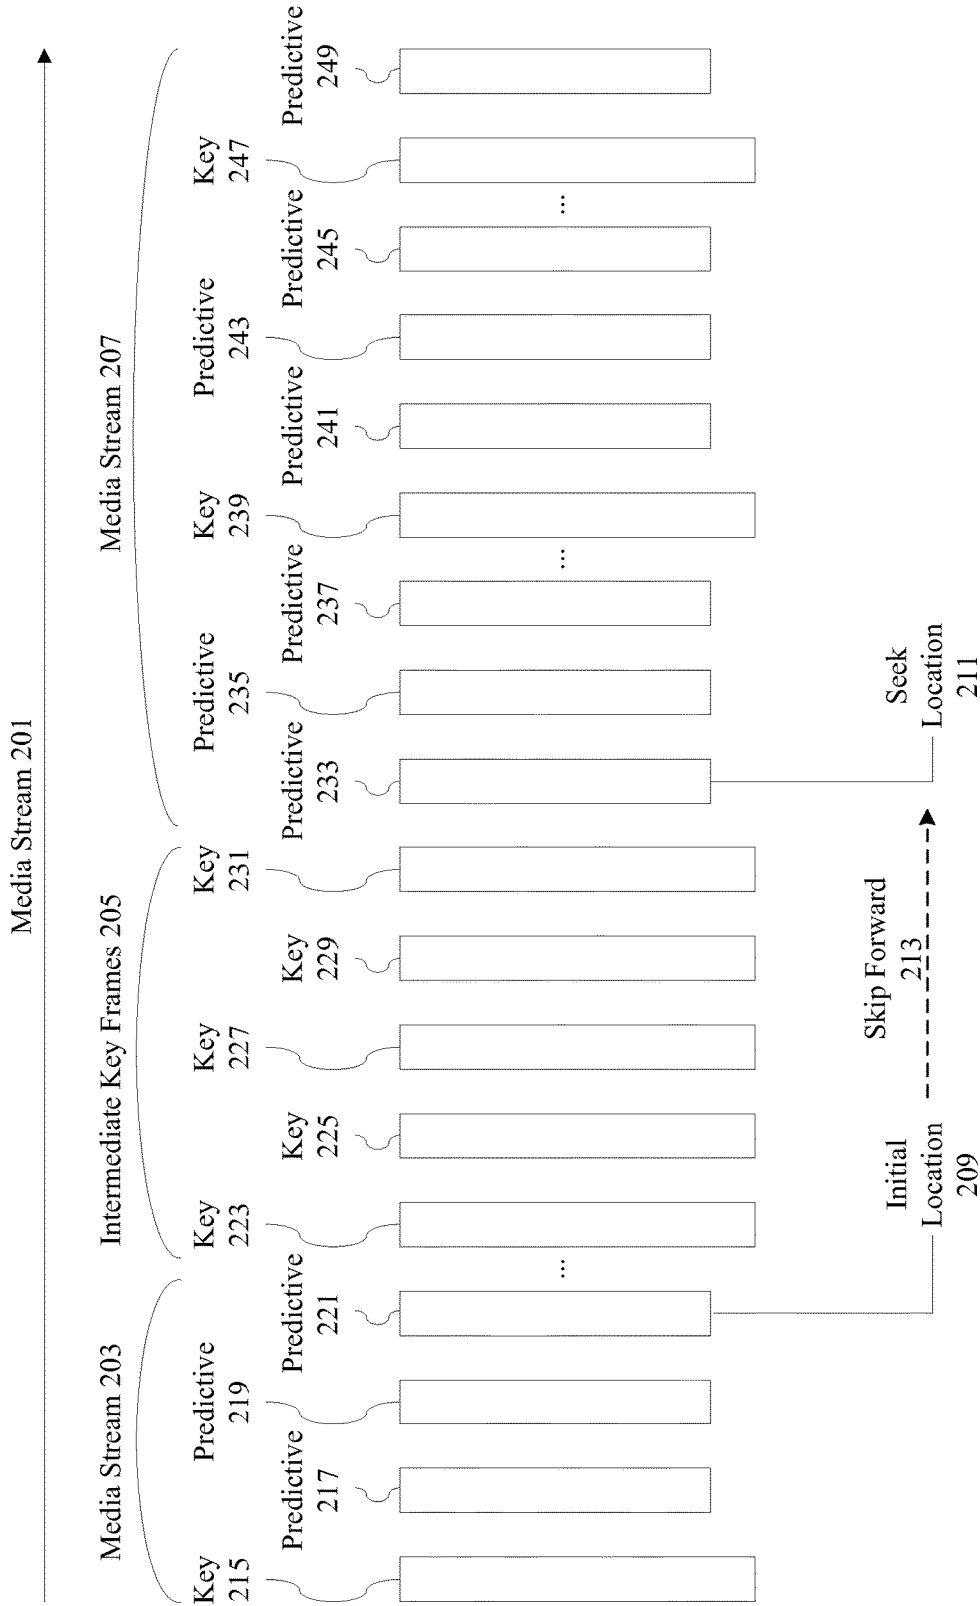 Media Stream 201
Media Stream 203
Intermediate Key Frames 205
Media Stream 207
Key
215
Predictive
217
Predictive
219
Predictive
221
Key
223
Key
225
Key
227
Key
229
Key
231
Predictive
233
Predictive
235
Predictive
237
Key
239
Predictive
241
Predictive
243
Predictive
245
Key
247
Predictive
249
...
...
...
Initial
Location
209
Skip Forward
213
Seek
Location
211